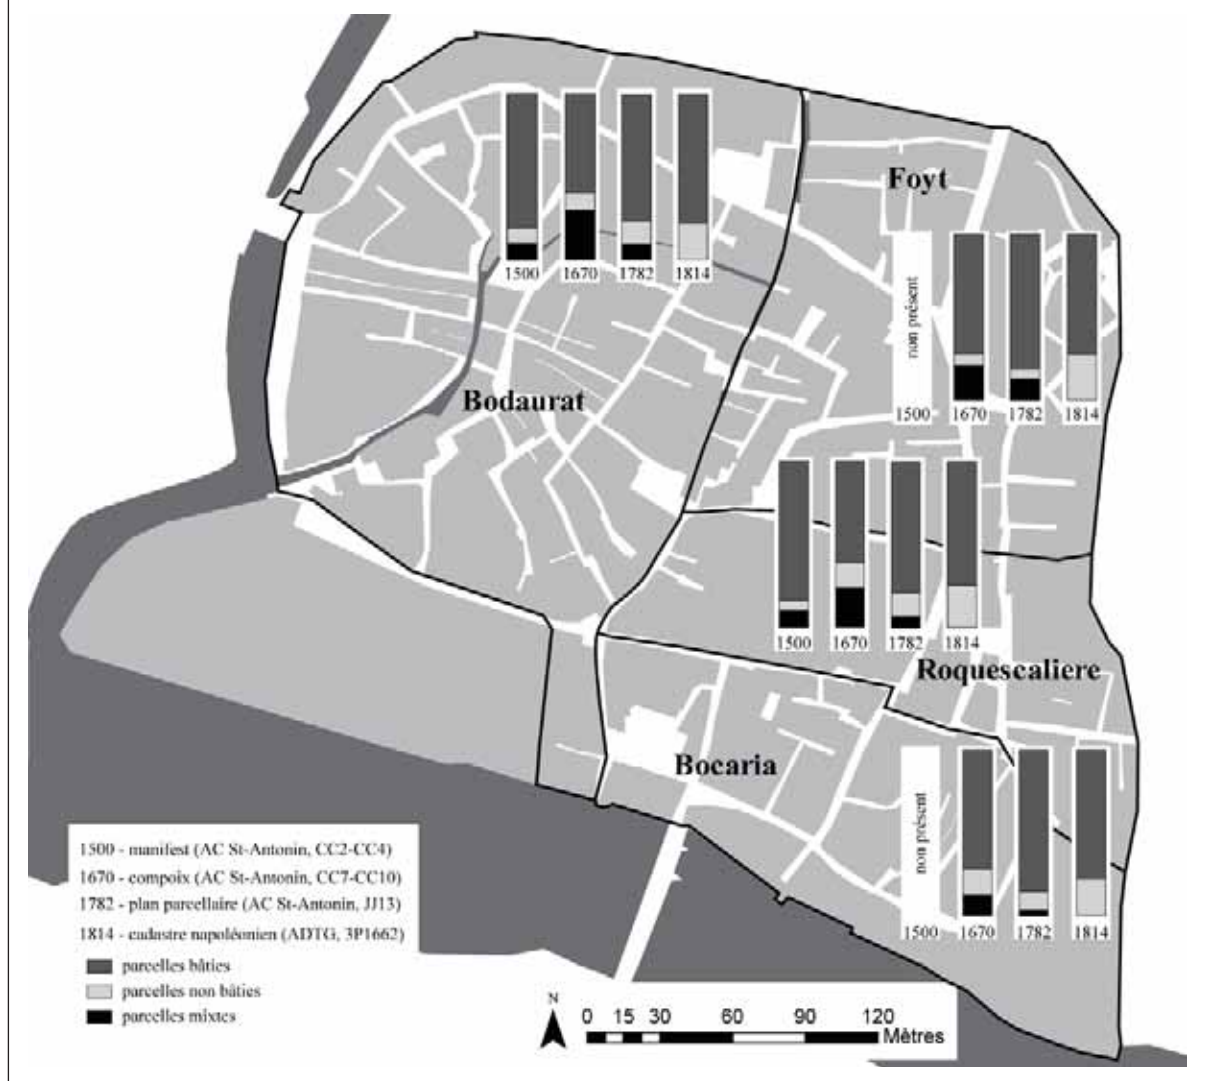 Foyt
1500 1670 1782 1814
non présent
1500 1670 1782 1814
Bodaurat
1500 1670 1782 1814
Roquescaliere
Bocaria
non présent
1500 1670 1782 1814
1500 - manifest (AC St-Antonin, CC2-CC4)
1670 - compoix (AC St-Antonin, CC7-CC10)
1782 - plan parcellaire (AC St-Antonin, JJ13)
1814 - cadastre napoléonien (ADTG, 3P1662)
parcelles bâties
parcelles non bâties
parcelles mixtes
N
0 15 30 60 90 120
Mètres